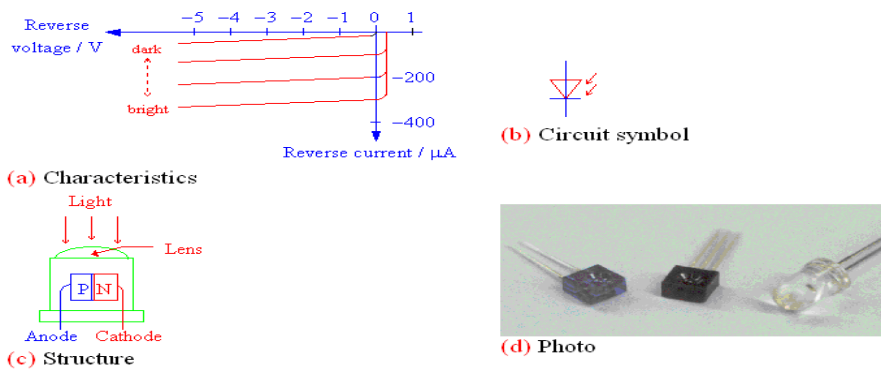 Reverse
voltage / V
−5 −4 −3 −2 −1 0 1
dark
bright
−200
−400
Reverse current / μA
(a) Characteristics
(b) Circuit symbol
Light
Lens
P N
Anode Cathode
(c) Structure
(d) Photo